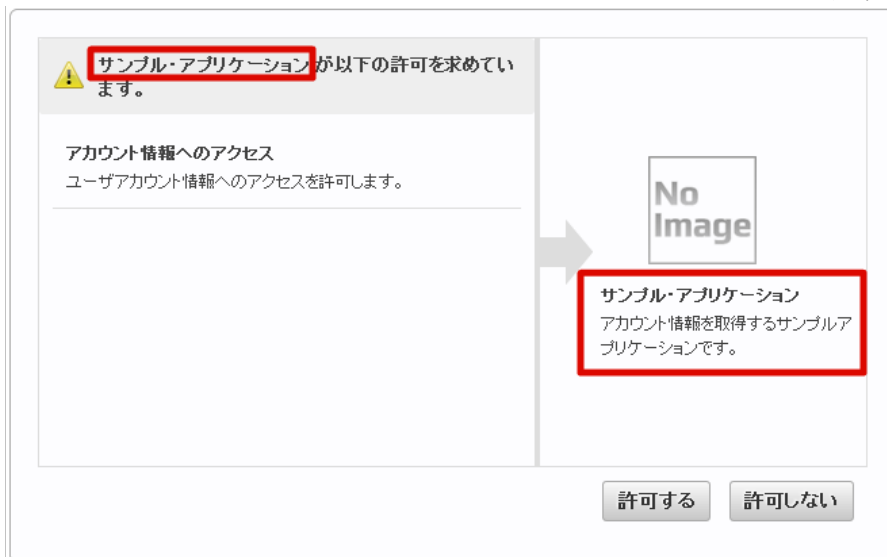 サンプル・アプリケーションが以下の許可を求めてい
ます。
アカウント情報へのアクセス
ユーザアカウント情報へのアクセスを許可します。
No
Image
サンプル・アプリケーション
アカウント情報を取得するサンプルア
プリケーションです。
許可する
許可しない